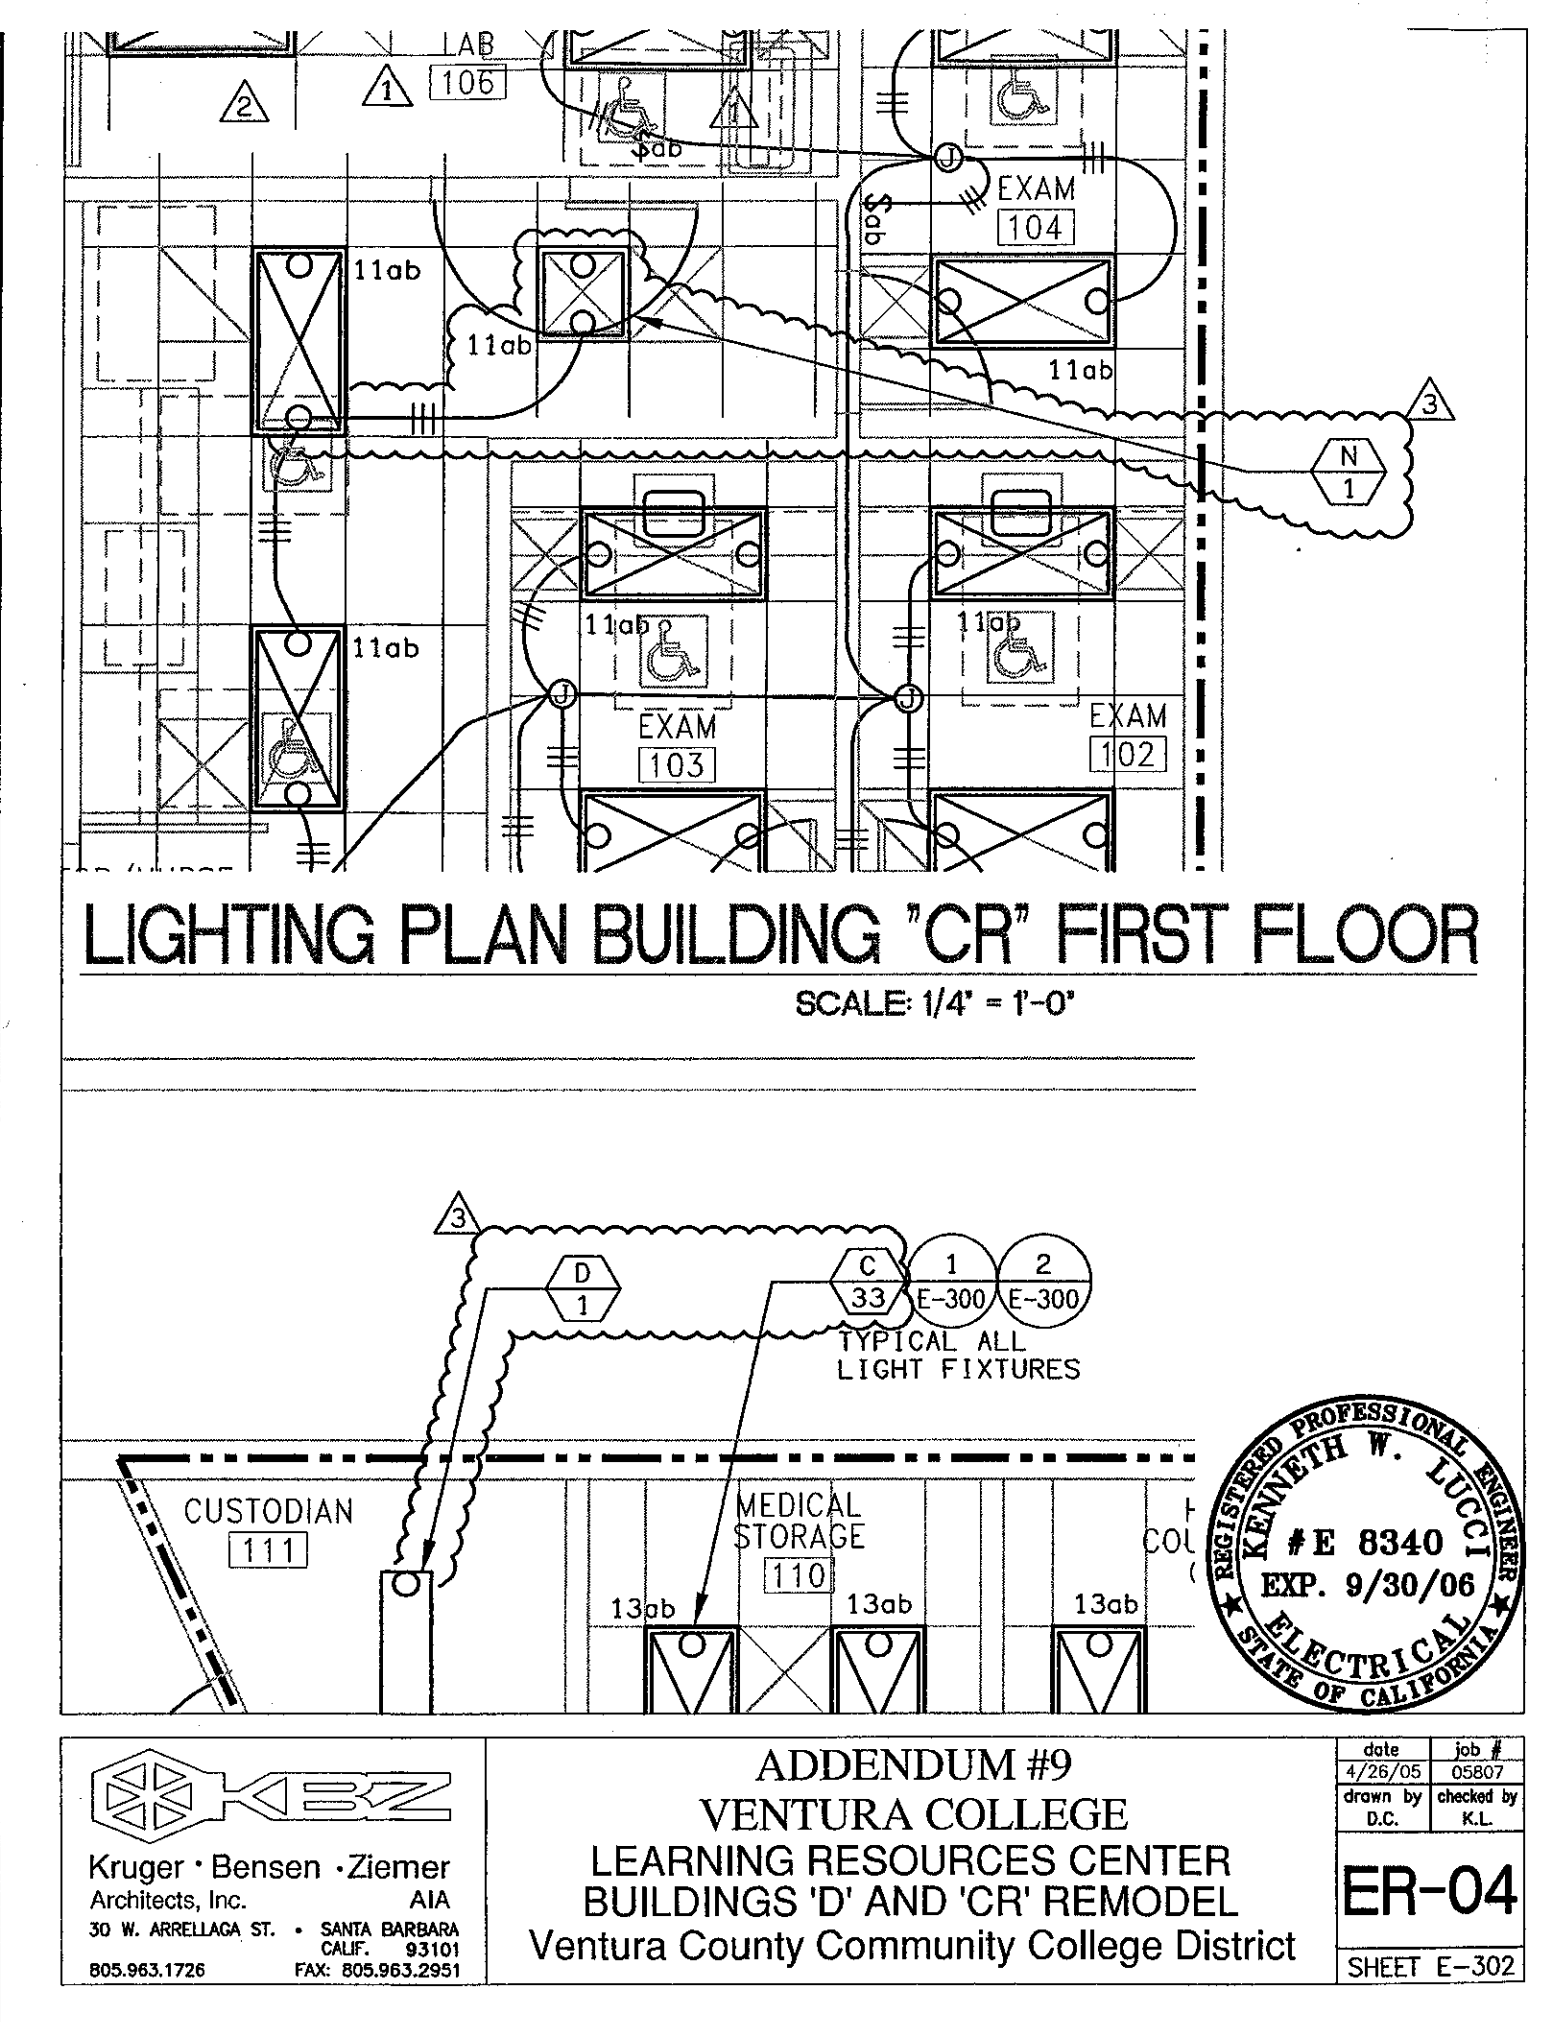 LAB
106
2
1
1
$ab
J
EXAM
104
$ab
11ab
11ab
11ab
3
N
1
11ab
11ab
11ab
J
J
EXAM
103
EXAM
102
LIGHTING PLAN BUILDING "CR" FIRST FLOOR
SCALE: 1/4" = 1'-0"
3
D
1
C
33
1
E-300
2
E-300
TYPICAL ALL
LIGHT FIXTURES
CUSTODIAN
111
MEDICAL
STORAGE
110
13ab
13ab
13ab
REGISTERED PROFESSIONAL ENGINEER
KENNETH W. LUCCI
#E 8340
EXP. 9/30/06
ELECTRICAL
★ STATE OF CALIFORNIA ★
KBZ
Kruger • Bensen • Ziemer
Architects, Inc. AIA
30 W. ARRELLAGA ST. • SANTA BARBARA
CALIF. 93101
805.963.1726 FAX: 805.963.2951
ADDENDUM #9
VENTURA COLLEGE
LEARNING RESOURCES CENTER
BUILDINGS 'D' AND 'CR' REMODEL
Ventura County Community College District
date job #
4/26/05 05807
drawn by checked by
D.C. K.L.
ER-04
SHEET E-302